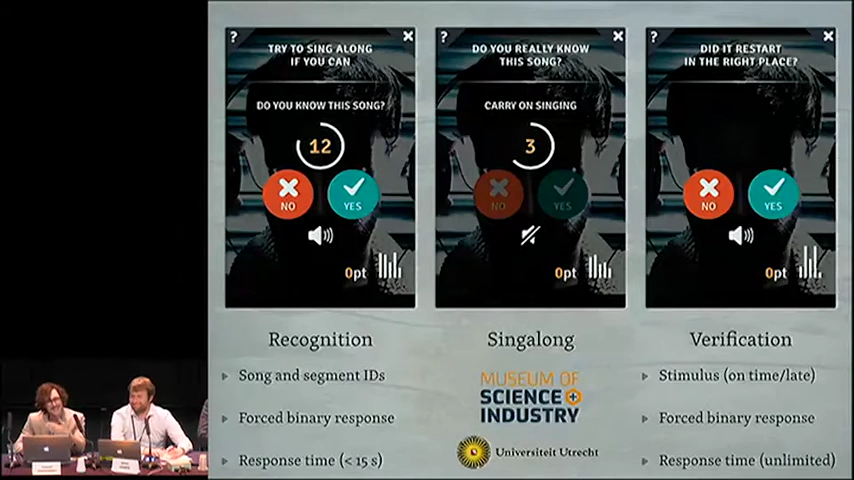 ? ×
TRY TO SING ALONG
IF YOU CAN
DO YOU KNOW THIS SONG?
12
NO YES
0pt
Recognition
Song and segment IDs
Forced binary response
Response time (< 15 s)
? ×
DO YOU REALLY KNOW
THIS SONG?
CARRY ON SINGING
3
NO YES
0pt
Singalong
MUSEUM OF
SCIENCE +
INDUSTRY
Universiteit Utrecht
? ×
DID IT RESTART
IN THE RIGHT PLACE?
NO YES
0pt
Verification
Stimulus (on time/late)
Forced binary response
Response time (unlimited)